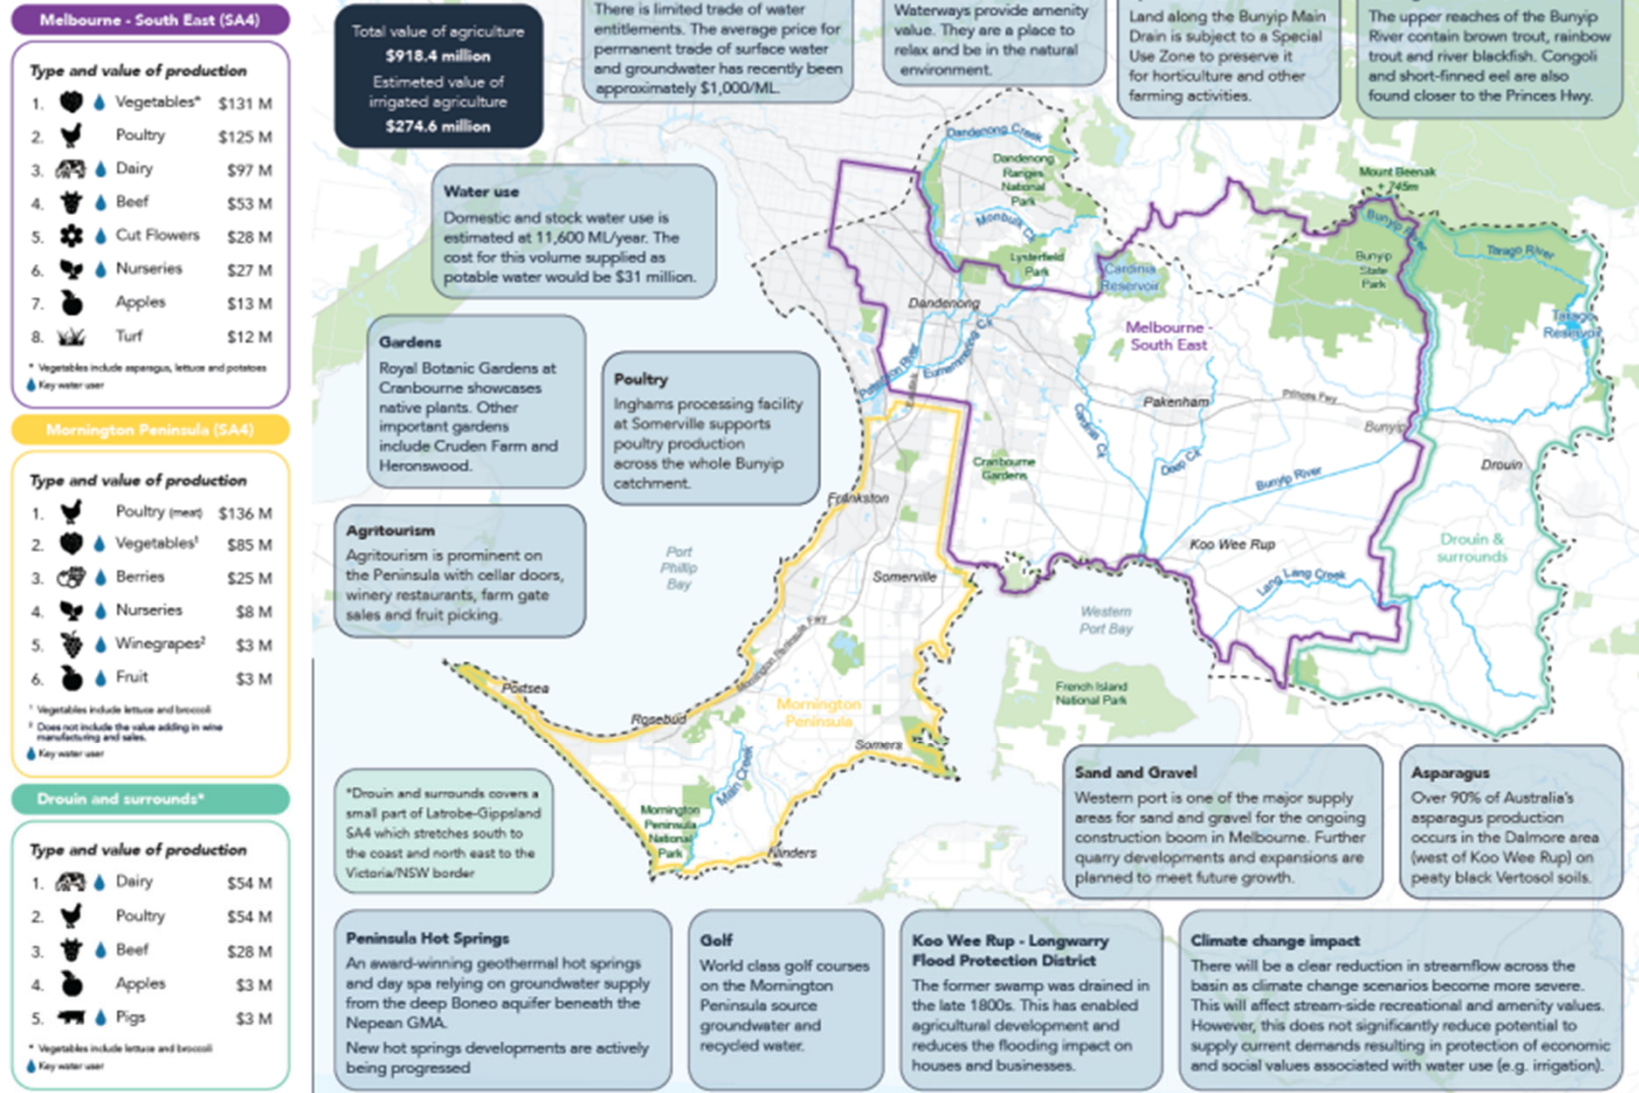 Melbourne - South East (SA4)
Type and value of production
1. Vegetables* $131 M
2. Poultry $125 M
3. Dairy $97 M
4. Beef $53 M
5. Cut Flowers $28 M
6. Nurseries $27 M
7. Apples $13 M
8. Turf $12 M
* Vegetables include asparagus, lettuce and potatoes
Key water user
Mornington Peninsula (SA4)
Type and value of production
1. Poultry (meat) $136 M
2. Vegetables¹ $85 M
3. Berries $25 M
4. Nurseries $8 M
5. Winegrapes² $3 M
6. Fruit $3 M
¹ Vegetables include lettuce and broccoli
² Does not include the value adding in wine
manufacturing and sales.
Key water user
Drouin and surrounds*
Type and value of production
1. Dairy $54 M
2. Poultry $54 M
3. Beef $28 M
4. Apples $3 M
5. Pigs $3 M
* Vegetables include lettuce and broccoli
Key water user
Total value of agriculture
$918.4 million
Estimeted value of
irrigated agriculture
$274.6 million
There is limited trade of water
entitlements. The average price for
permanent trade of surface water
and groundwater has recently been
approximately $1,000/ML.
Waterways provide amenity
value. They are a place to
relax and be in the natural
environment.
Land along the Bunyip Main
Drain is subject to a Special
Use Zone to preserve it
for horticulture and other
farming activities.
The upper reaches of the Bunyip
River contain brown trout, rainbow
trout and river blackfish. Congoli
and short-finned eel are also
found closer to the Princes Hwy.
Water use
Domestic and stock water use is
estimated at 11,600 ML/year. The
cost for this volume supplied as
potable water would be $31 million.
Gardens
Royal Botanic Gardens at
Cranbourne showcases
native plants. Other
important gardens
include Cruden Farm and
Heronswood.
Poultry
Inghams processing facility
at Somerville supports
poultry production
across the whole Bunyip
catchment.
Agritourism
Agritourism is prominent on
the Peninsula with cellar doors,
winery restaurants, farm gate
sales and fruit picking.
Dandenong Creek
Dandenong
Ranges
National
Park
Monbulk Ck
Lysterfield
Park
Cardinia
Reservoir
Mount Beenak
+ 745m
Bunyip River
Bunyip
State
Park
Tarago River
Tarago
Reservoir
Dandenong
Melbourne -
South East
Patterson River
Eumemmerring Ck
Eastlink
Pakenham
Princes Fwy
Bunyip
Cardinia Ck
Deep Ck
Bunyip River
Drouin
Cranbourne
Gardens
Frankston
Port
Phillip
Bay
Koo Wee Rup
Drouin &
surrounds
Somerville
Lang Lang Creek
Western
Port Bay
Mornington Peninsula Fwy
Portsea
French Island
National Park
Rosebud
Mornington
Peninsula
Somers
Main Creek
Mornington
Peninsula
National
Park
Flinders
*Drouin and surrounds covers a
small part of Latrobe-Gippsland
SA4 which stretches south to
the coast and north east to the
Victoria/NSW border
Sand and Gravel
Western port is one of the major supply
areas for sand and gravel for the ongoing
construction boom in Melbourne. Further
quarry developments and expansions are
planned to meet future growth.
Asparagus
Over 90% of Australia's
asparagus production
occurs in the Dalmore area
(west of Koo Wee Rup) on
peaty black Vertosol soils.
Peninsula Hot Springs
An award-winning geothermal hot springs
and day spa relying on groundwater supply
from the deep Boneo aquifer beneath the
Nepean GMA.
New hot springs developments are actively
being progressed
Golf
World class golf courses
on the Mornington
Peninsula source
groundwater and
recycled water.
Koo Wee Rup - Longwarry
Flood Protection District
The former swamp was drained in
the late 1800s. This has enabled
agricultural development and
reduces the flooding impact on
houses and businesses.
Climate change impact
There will be a clear reduction in streamflow across the
basin as climate change scenarios become more severe.
This will affect stream-side recreational and amenity values.
However, this does not significantly reduce potential to
supply current demands resulting in protection of economic
and social values associated with water use (e.g. irrigation).